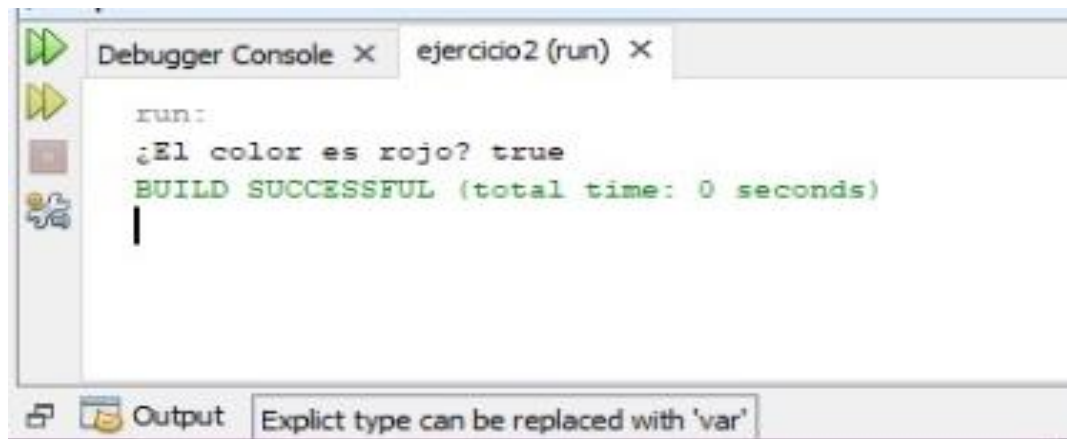 Debugger Console × ejercicio2 (run) ×
run:
¿El color es rojo? true
BUILD SUCCESSFUL (total time: 0 seconds)
Output Explict type can be replaced with 'var'